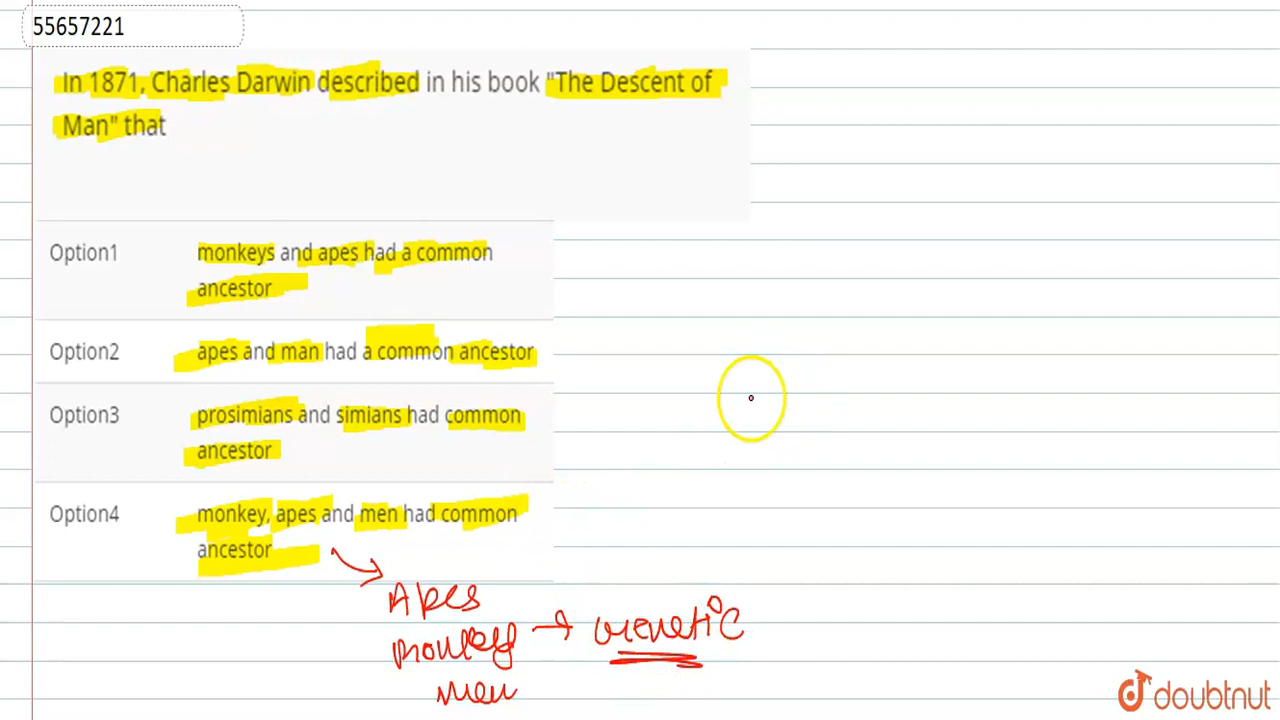 55657221
In 1871, Charles Darwin described in his book "The Descent of
Man" that
Option1 monkeys and apes had a common
ancestor
Option2 apes and man had a common ancestor
Option3 prosimians and simians had common
ancestor
Option4 monkey, apes and men had common
ancestor
Apes
men
doubtnut